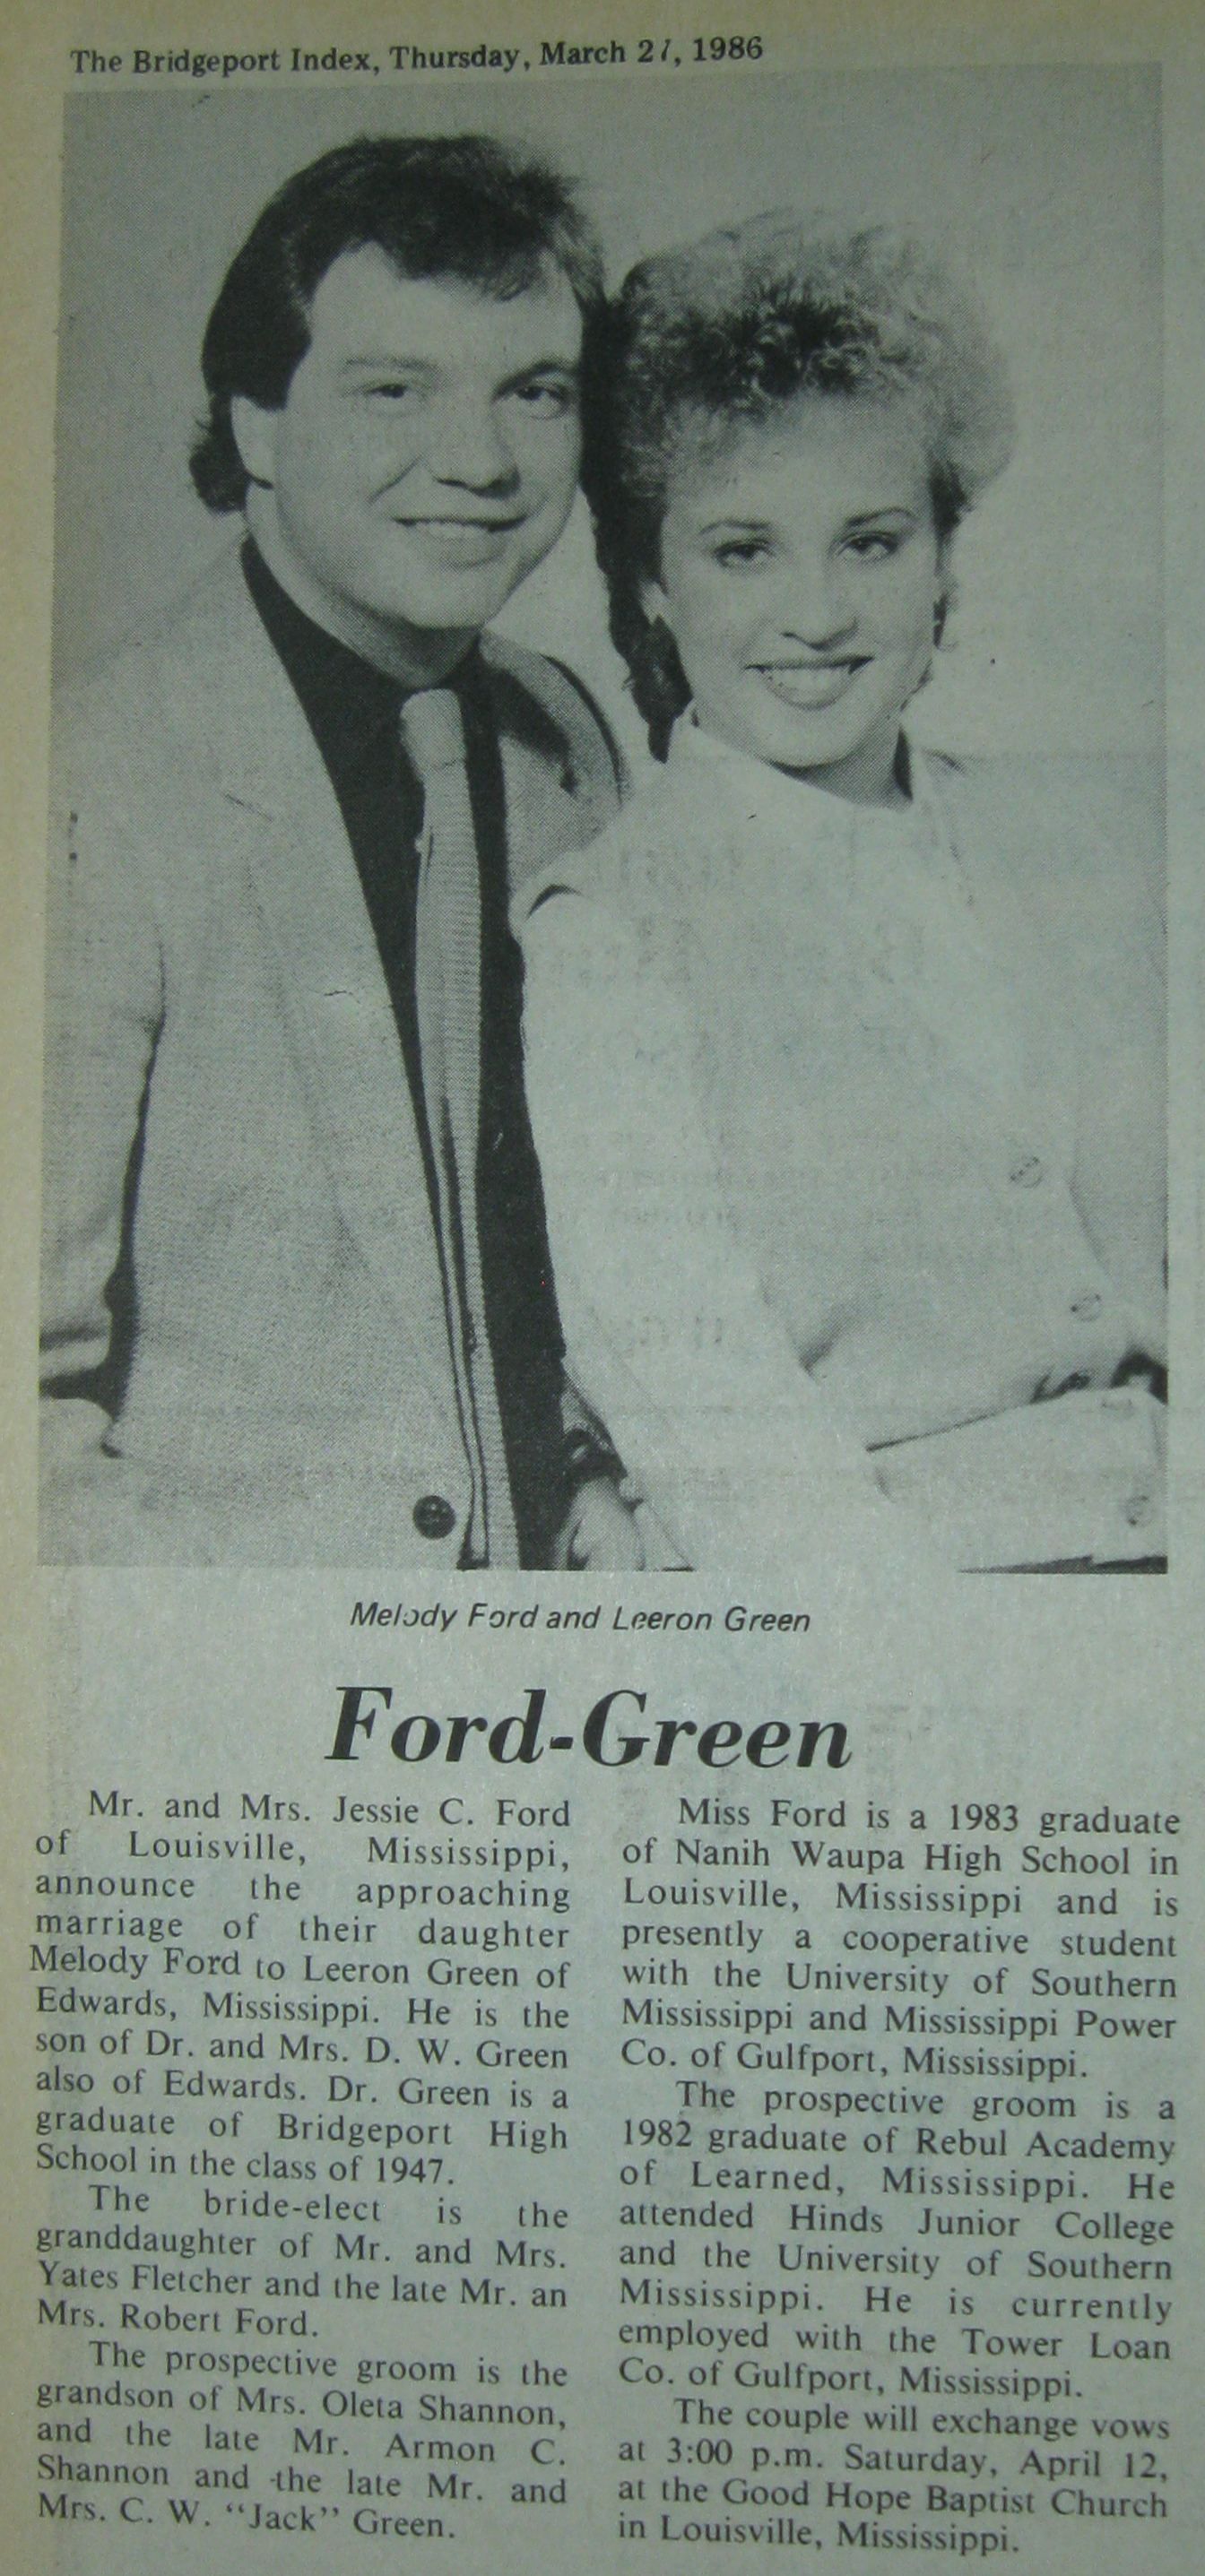 The Bridgeport Index, Thursday, March 27, 1986
Melody Ford and Leeron Green
Ford-Green
Mr. and Mrs. Jessie C. Ford
of Louisville, Mississippi,
announce the approaching
marriage of their daughter
Melody Ford to Leeron Green of
Edwards, Mississippi. He is the
son of Dr. and Mrs. D. W. Green
also of Edwards. Dr. Green is a
graduate of Bridgeport High
School in the class of 1947.
The bride-elect is the
granddaughter of Mr. and Mrs.
Yates Fletcher and the late Mr. an
Mrs. Robert Ford.
The prospective groom is the
grandson of Mrs. Oleta Shannon,
and the late Mr. Armon C.
Shannon and the late Mr. and
Mrs. C. W. "Jack" Green.
Miss Ford is a 1983 graduate
of Nanih Waupa High School in
Louisville, Mississippi and is
presently a cooperative student
with the University of Southern
Mississippi and Mississippi Power
Co. of Gulfport, Mississippi.
The prospective groom is a
1982 graduate of Rebul Academy
of Learned, Mississippi. He
attended Hinds Junior College
and the University of Southern
Mississippi. He is currently
employed with the Tower Loan
Co. of Gulfport, Mississippi.
The couple will exchange vows
at 3:00 p.m. Saturday, April 12,
at the Good Hope Baptist Church
in Louisville, Mississippi.